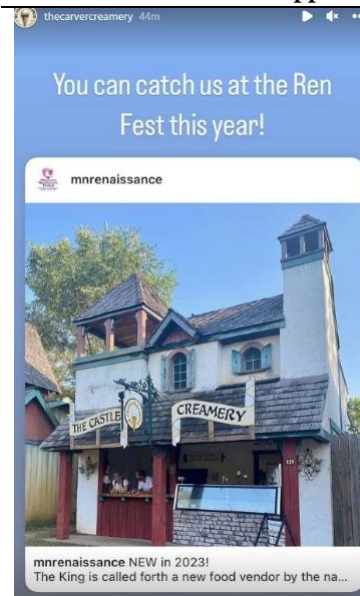 thecarvercreamery 44m
You can catch us at the Ren
Fest this year!
mnrenaissance
THE CASTLE CREAMERY
mnrenaissance NEW in 2023!
The King is called forth a new food vendor by the na...